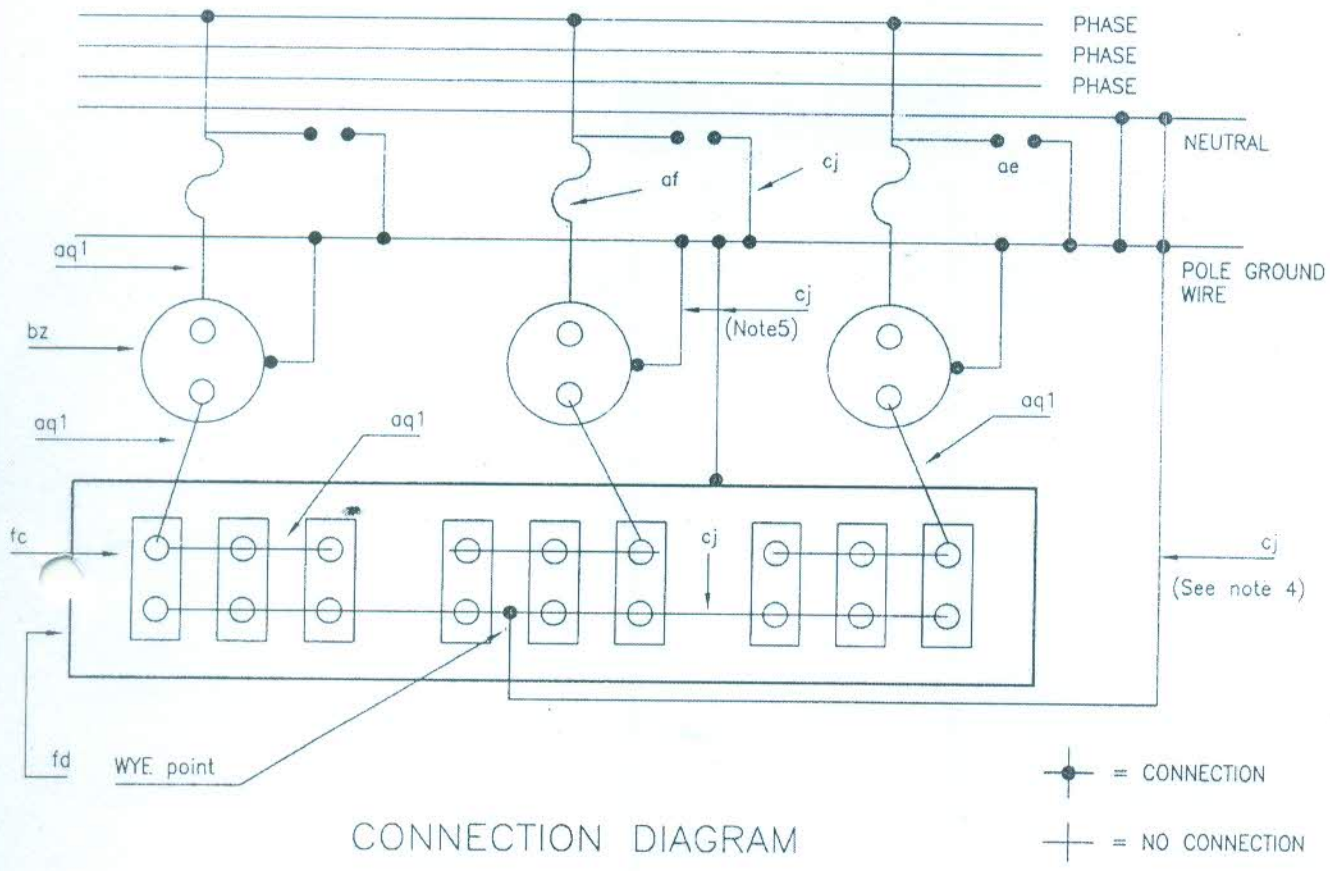 PHASE
PHASE
PHASE
NEUTRAL
ae
cj
af
aq1
POLE GROUND
WIRE
cj
(Note5)
bz
aq1
aq1
aq1
fc
cj
cj
(See note 4)
fd
WYE point
= CONNECTION
CONNECTION DIAGRAM
= NO CONNECTION